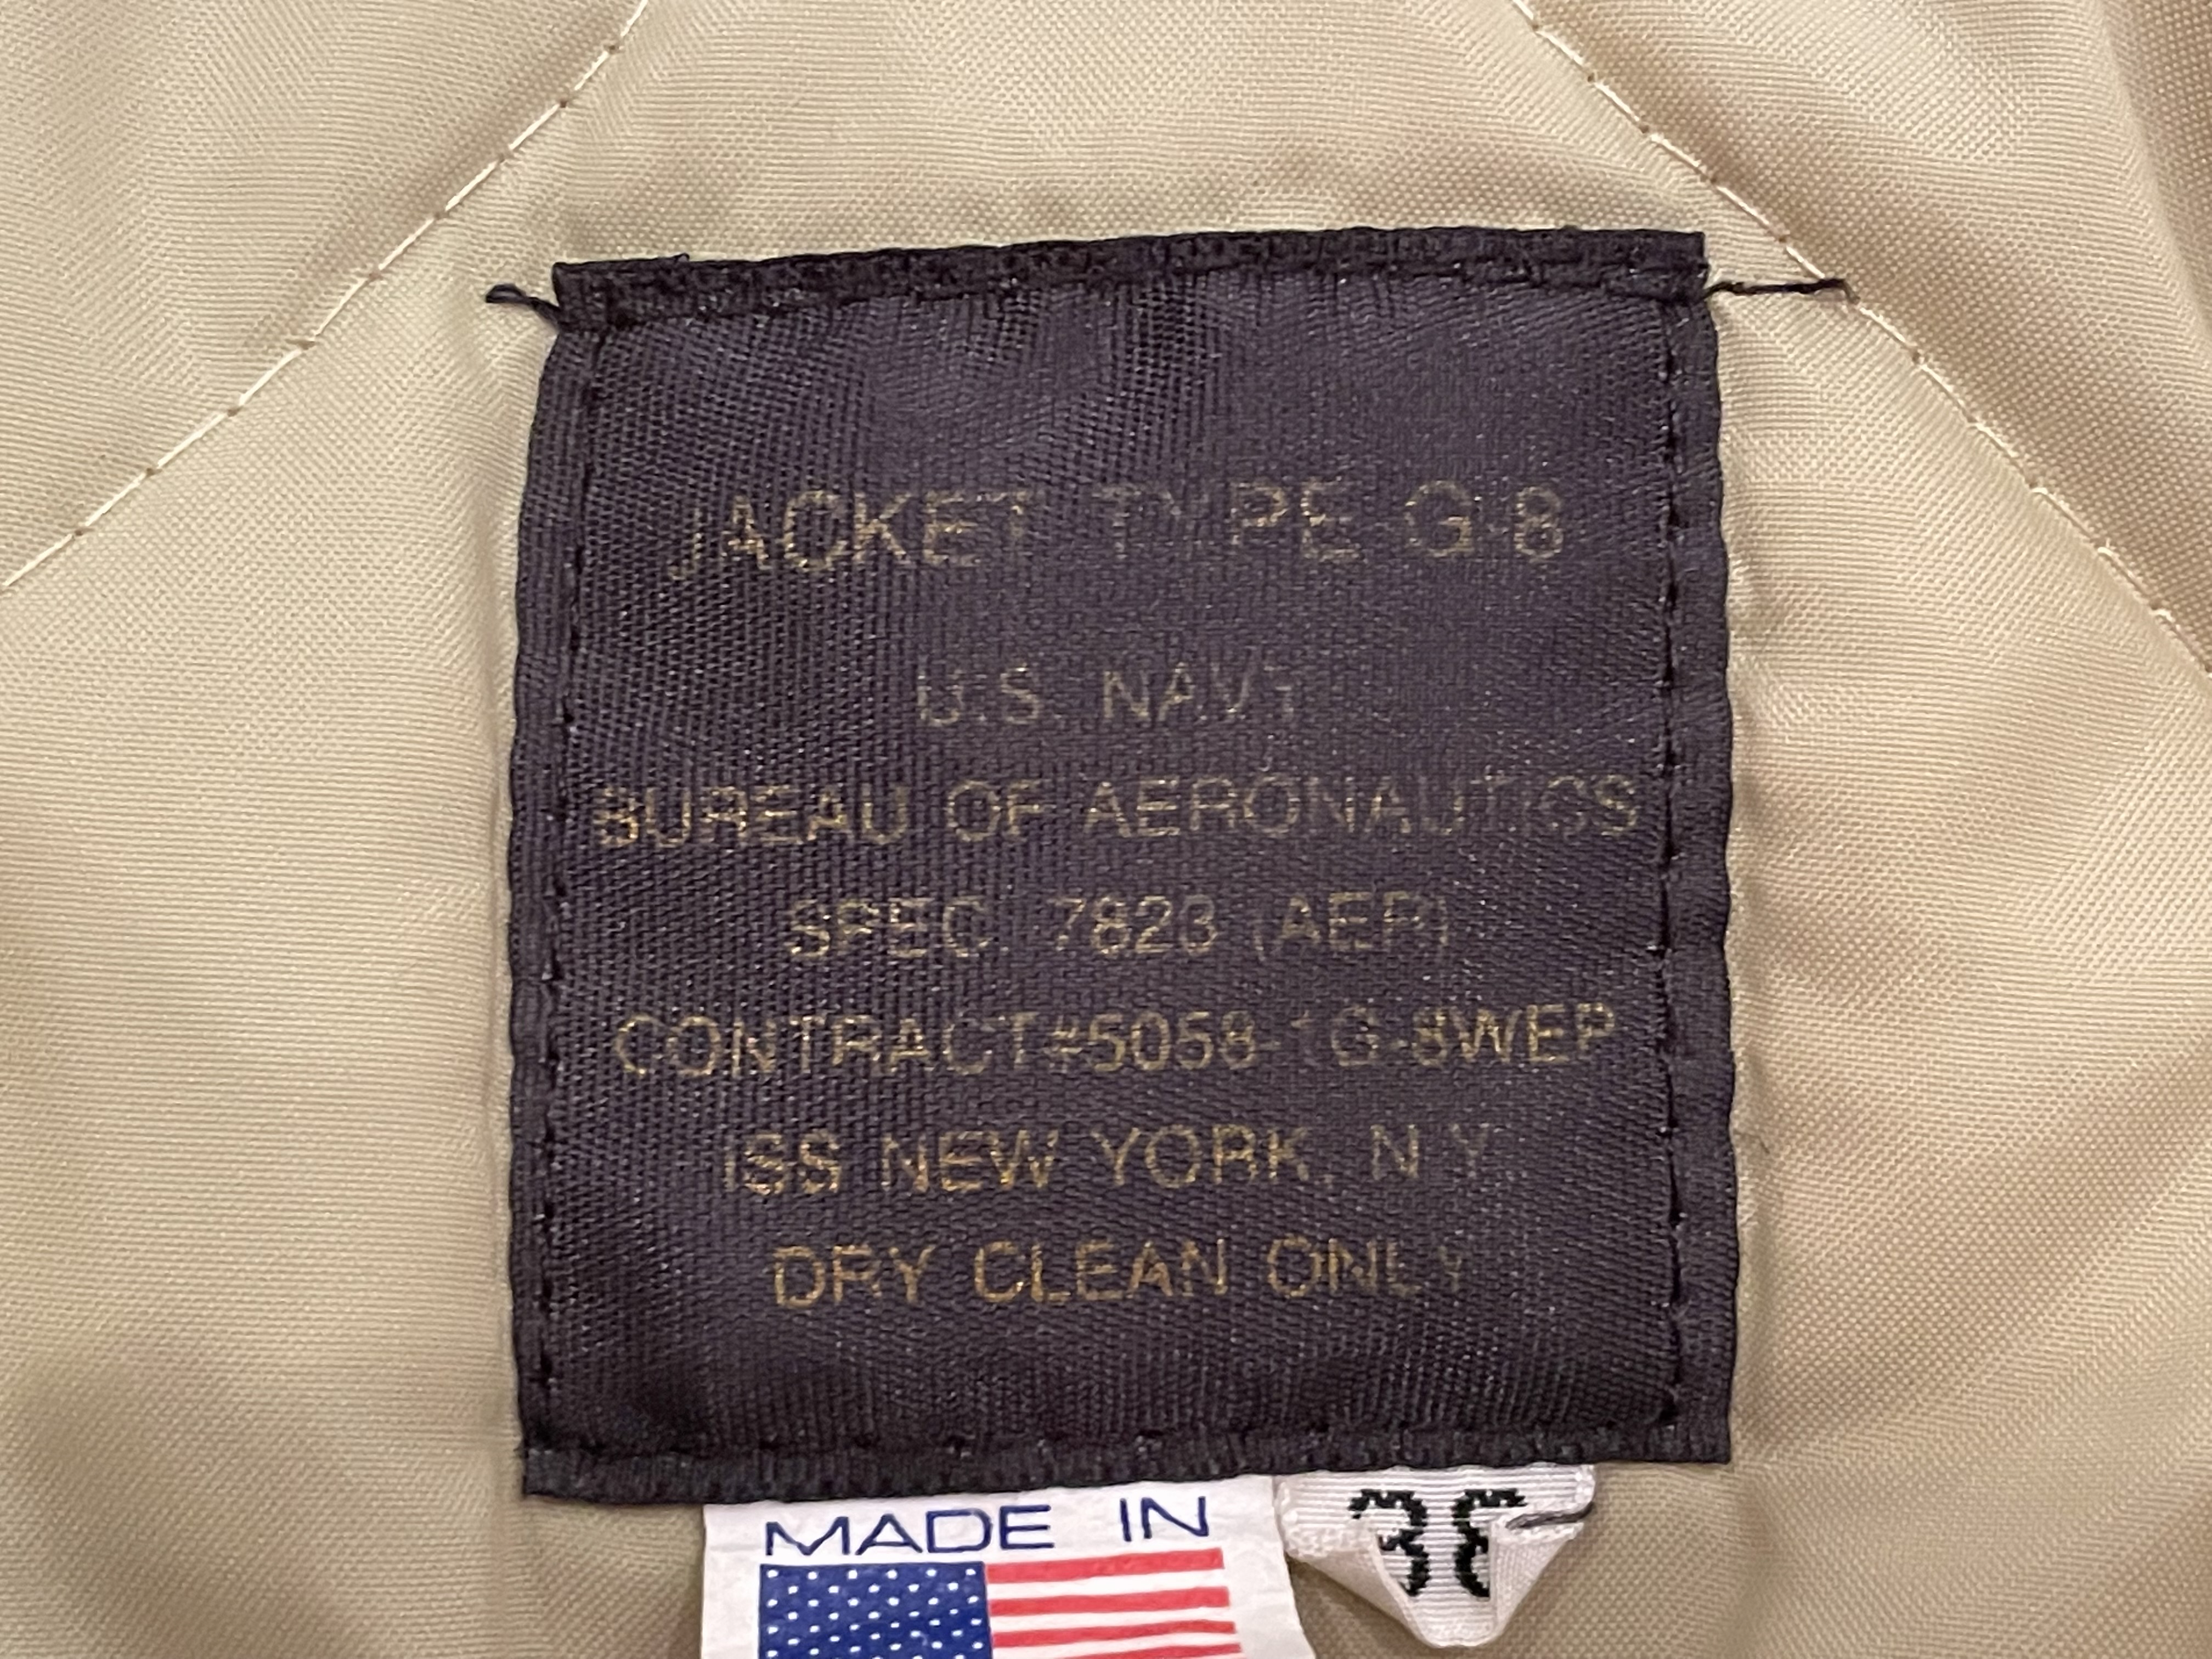 JACKET TYPE G-8
U.S. NAVY
BUREAU OF AERONAUTICS
SPEC. 7823 (AER)
CONTRACT#5058-1G-8WEP
ISS NEW YORK, N.Y.
DRY CLEAN ONLY
MADE IN
38